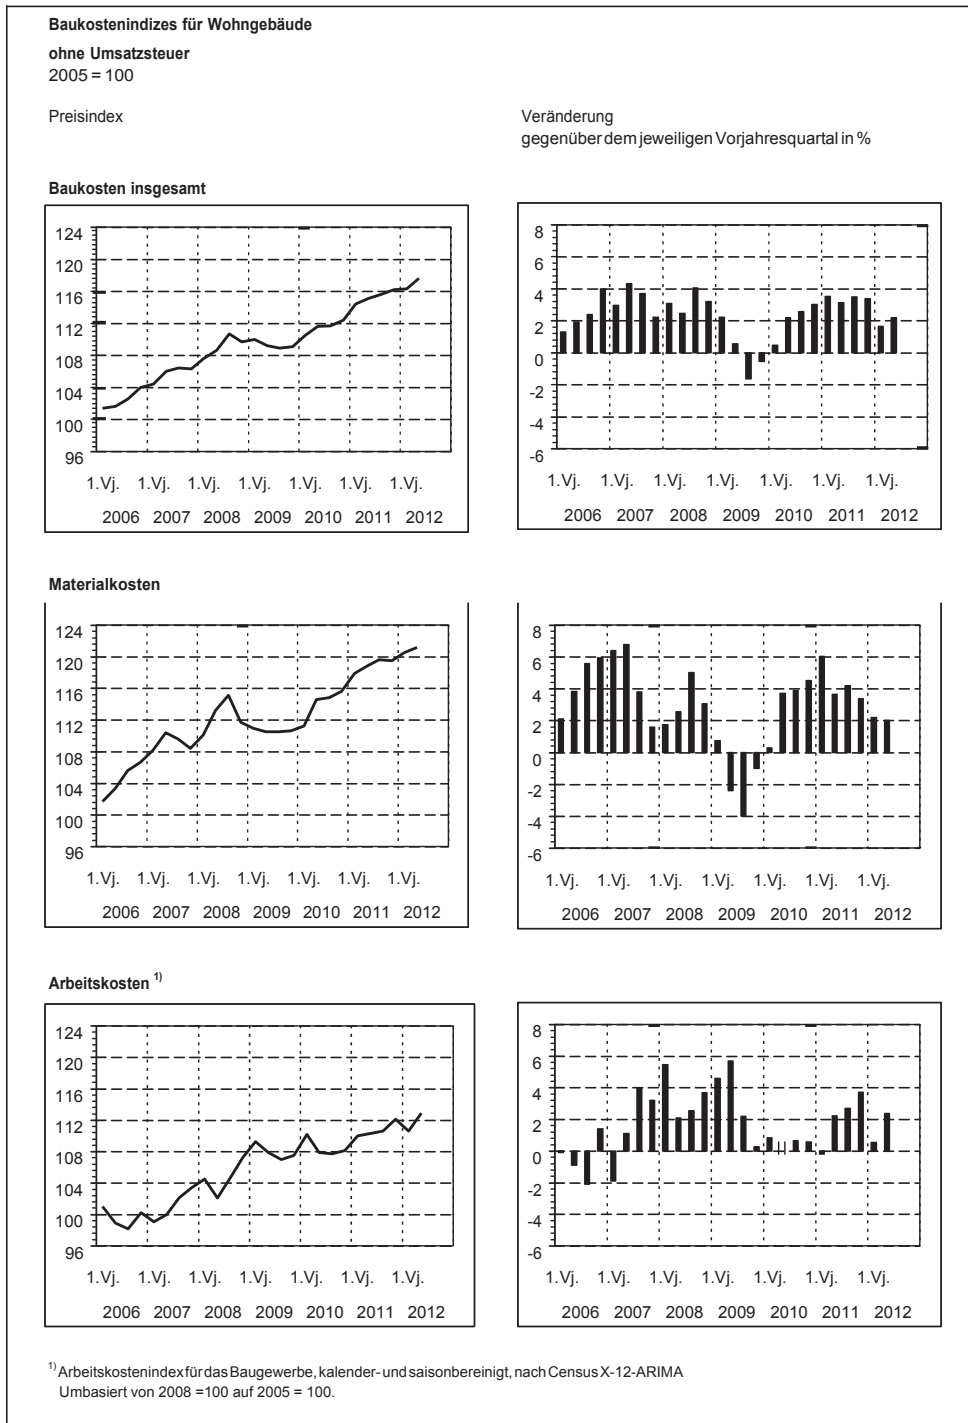 Baukostenindizes für Wohngebäude
ohne Umsatzsteuer
2005 = 100
Preisindex
Veränderung
gegenüber dem jeweiligen Vorjahresquartal in %
Baukosten insgesamt
124
120
116
112
108
104
100
96
1.Vj. 1.Vj. 1.Vj. 1.Vj. 1.Vj. 1.Vj. 1.Vj.
2006 2007 2008 2009 2010 2011 2012
8
6
4
2
0
-2
-4
-6
1.Vj. 1.Vj. 1.Vj. 1.Vj. 1.Vj. 1.Vj. 1.Vj.
2006 2007 2008 2009 2010 2011 2012
Materialkosten
124
120
116
112
108
104
100
96
1.Vj. 1.Vj. 1.Vj. 1.Vj. 1.Vj. 1.Vj. 1.Vj.
2006 2007 2008 2009 2010 2011 2012
8
6
4
2
0
-2
-4
-6
1.Vj. 1.Vj. 1.Vj. 1.Vj. 1.Vj. 1.Vj. 1.Vj.
2006 2007 2008 2009 2010 2011 2012
Arbeitskosten 1)
124
120
116
112
108
104
100
96
1.Vj. 1.Vj. 1.Vj. 1.Vj. 1.Vj. 1.Vj. 1.Vj.
2006 2007 2008 2009 2010 2011 2012
8
6
4
2
0
-2
-4
-6
1.Vj. 1.Vj. 1.Vj. 1.Vj. 1.Vj. 1.Vj. 1.Vj.
2006 2007 2008 2009 2010 2011 2012
1) Arbeitskostenindex für das Baugewerbe, kalender- und saisonbereinigt, nach Census X-12-ARIMA
Umbasiert von 2008 =100 auf 2005 = 100.